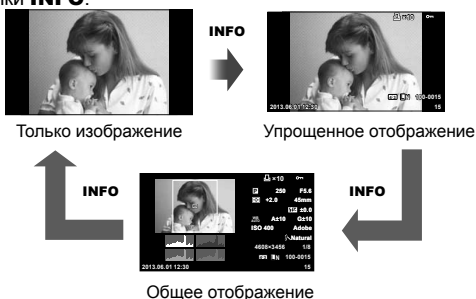 нки INFO.
INFO
×10
2013.06.01 12:30
N 100-0015
15
Только изображение
Упрощенное отображение
INFO
INFO
×10
P 250 F5.6
+2.0 45mm
±0.0
A±10 G±10
ISO 400 Adobe
Natural
4608×3456 1/8
N 100-0015
2013.06.01 12:30 15
Общее отображение